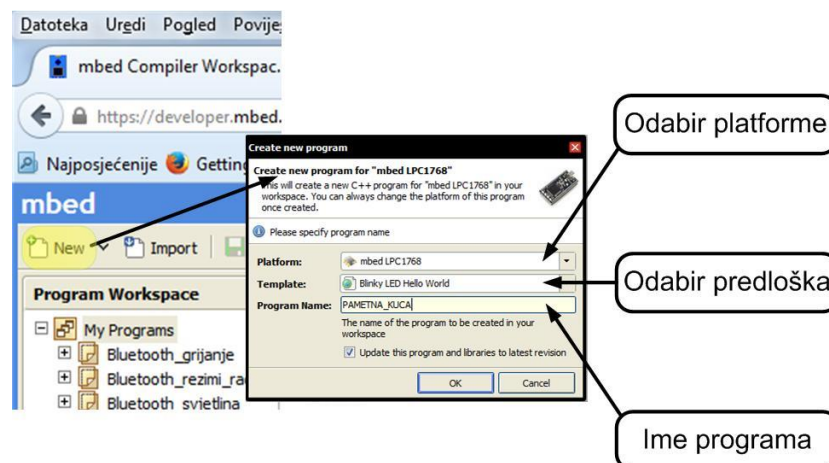 Datoteka Uredi Pogled Povije
mbed Compiler Workspac.
https://developer.mbed.
Najposjećenije Getting
mbed
New Import
Program Workspace
My Programs
Bluetooth_grijanje
Bluetooth_rezimi_ra
Bluetooth_svjetlina
Create new program
Create new program for "mbed LPC1768"
This will create a new C++ program for "mbed LPC1768" in your
workspace. You can always change the platform of this program
once created.
Please specify program name
Platform: mbed LPC1768
Template: Blinky LED Hello World
Program Name: PAMETNA_KUCA
The name of the program to be created in your
workspace
Update this program and libraries to latest revision
OK Cancel
Odabir platforme
Odabir predloška
Ime programa